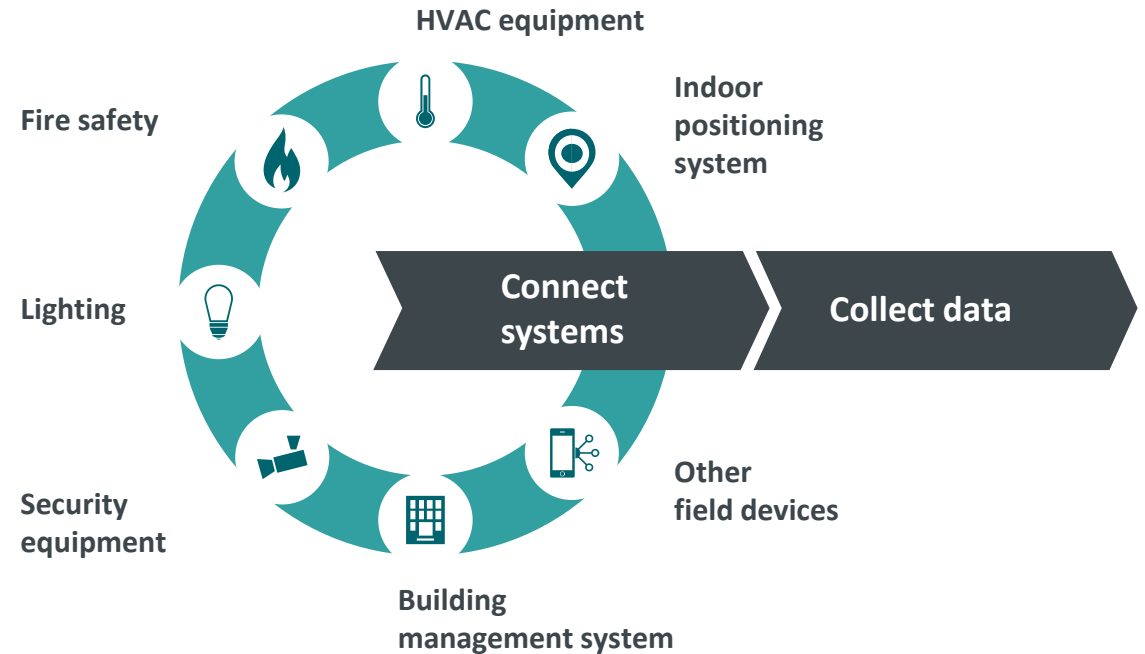 HVAC equipment
Indoor
positioning
system
Fire safety
Connect
systems
Collect data
Lighting
Other
field devices
Security
equipment
Building
management system